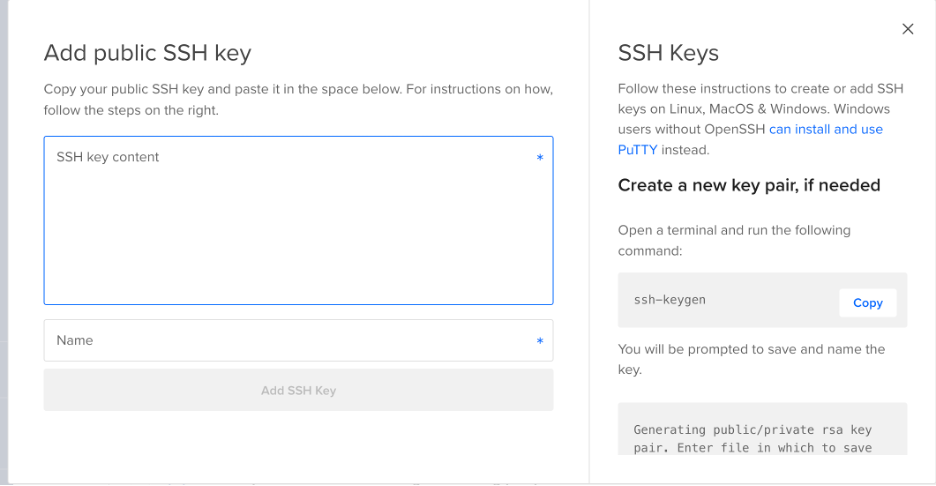 Add public SSH key
Copy your public SSH key and paste it in the space below. For instructions on how,
follow the steps on the right.
SSH key content *
Name *
Add SSH Key
SSH Keys
Follow these instructions to create or add SSH
keys on Linux, MacOS & Windows. Windows
users without OpenSSH can install and use
PuTTY instead.
Create a new key pair, if needed
Open a terminal and run the following
command:
ssh-keygen
Copy
You will be prompted to save and name the
key.
Generating public/private rsa key
pair. Enter file in which to save